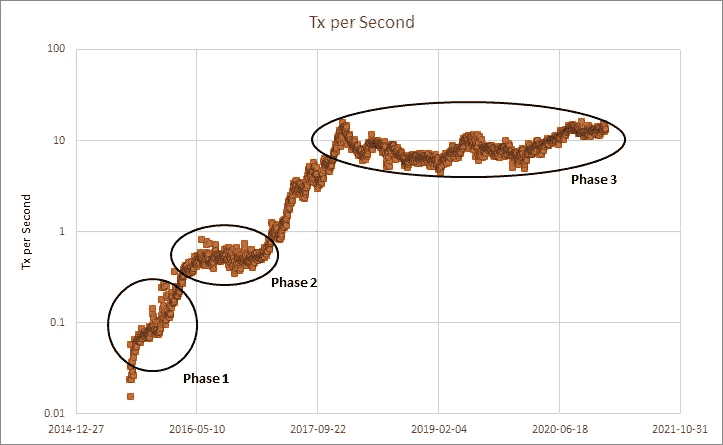 Tx per Second
100
10
1
0.1
0.01
Tx per Second
Phase 1
Phase 2
Phase 3
2014-12-27
2016-05-10
2017-09-22
2019-02-04
2020-06-18
2021-10-31